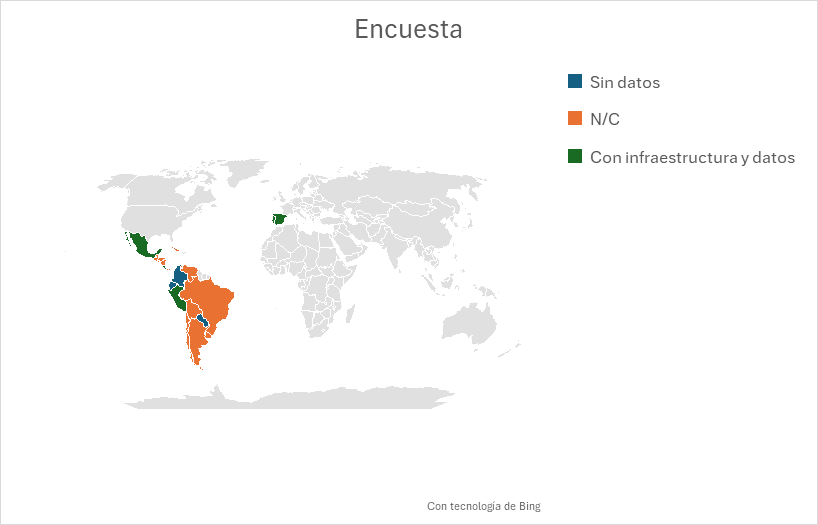 Encuesta
Sin datos
N/C
Con infraestructura y datos
Con tecnología de Bing